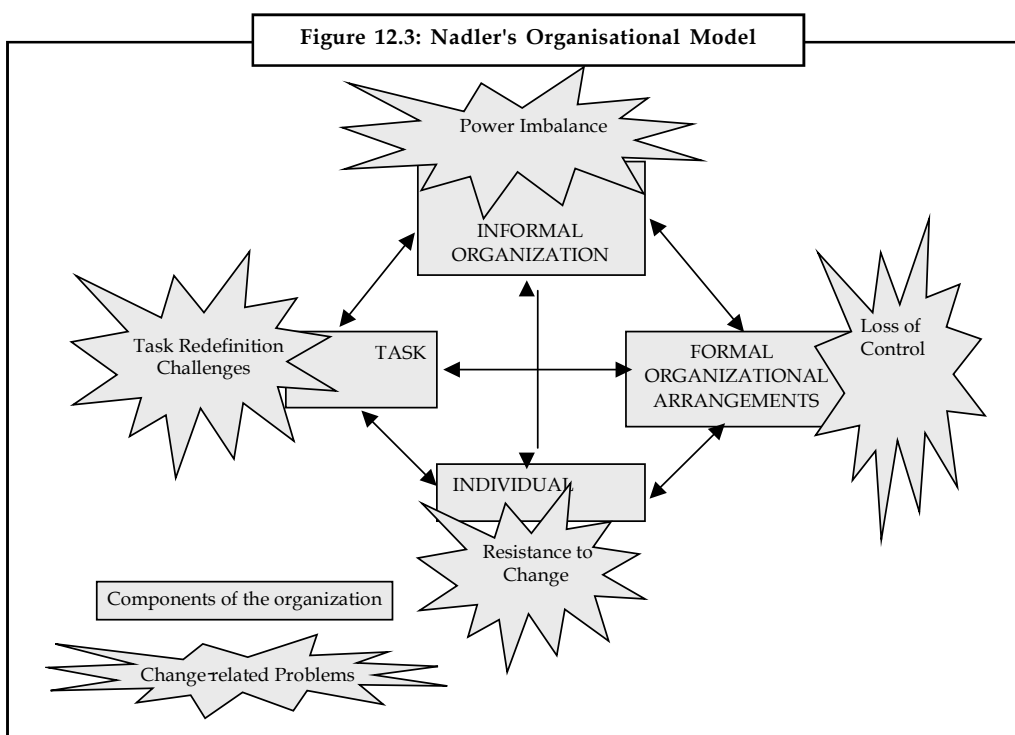 Figure 12.3: Nadler's Organisational Model
Power Imbalance
INFORMAL
ORGANIZATION
Task Redefinition
Challenges
TASK
FORMAL
ORGANIZATIONAL
ARRANGEMENTS
Loss of
Control
INDIVIDUAL
Resistance to
Change
Components of the organization
Change-related Problems